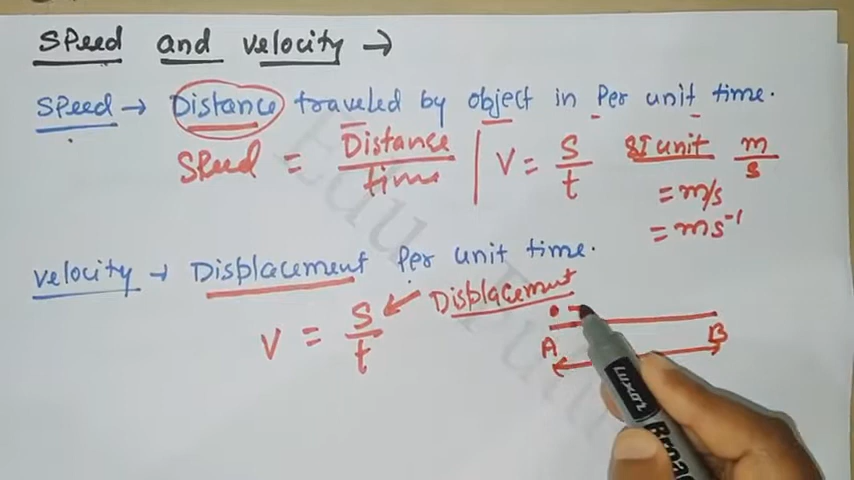 Speed and velocity →
Speed → Distance traveled by object in Per unit time.
Speed = Distance / time | V = S / t SI unit m / s
= m/s
= ms⁻¹
velocity → Displacement Per unit time.
V = S / t ← Displacement
A B
LUXOR